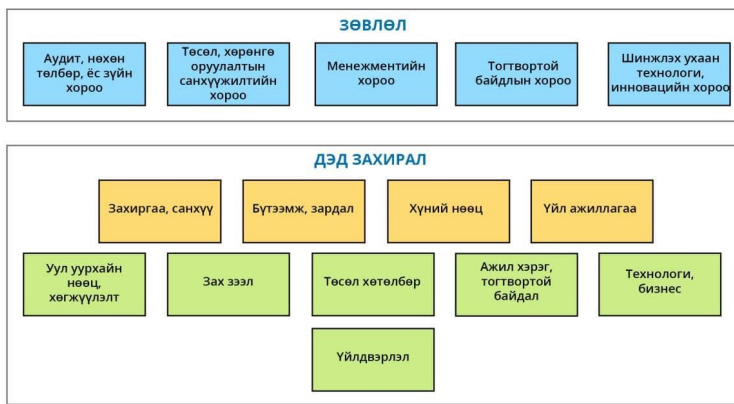 ЗӨВЛӨЛ
Аудит, нөхөн
төлбөр, ёс зүйн
хороо
Төсөл, хөрөнгө
оруулалтын
санхүүжилтийн
хороо
Менежментийн
хороо
Тогтвортой
байдлын хороо
Шинжлэх ухаан
технологи,
инновацийн хороо
ДЭД ЗАХИРАЛ
Захиргаа, санхүү
Бүтээмж, зардал
Хүний нөөц
Үйл ажиллагаа
Уул уурхайн
нөөц,
хөгжүүлэлт
Зах зээл
Төсөл хөтөлбөр
Ажил хэрэг,
тогтвортой
байдал
Технологи,
бизнес
Үйлдвэрлэл